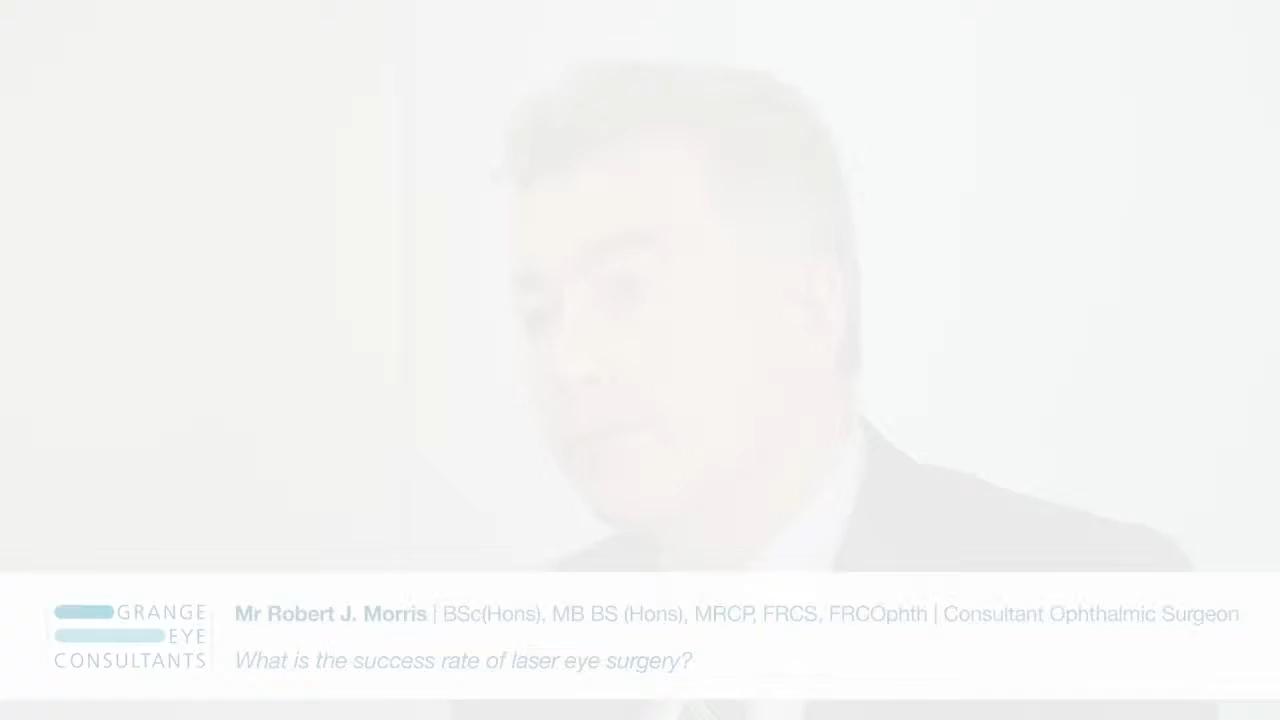 GRANGE
EYE
CONSULTANTS
Mr Robert J. Morris | BSc(Hons), MB BS (Hons), MRCP, FRCS, FRCOphth | Consultant Ophthalmic Surgeon
What is the success rate of laser eye surgery?